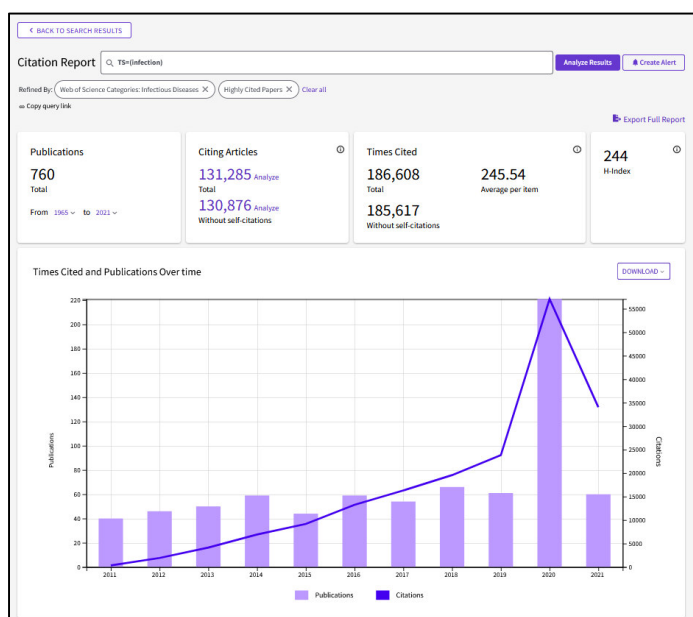 BACK TO SEARCH RESULTS
Citation Report TS=(infection) Analyze Results Create Alert
Refined By: Web of Science Categories: Infectious Diseases Highly Cited Papers Clear all
Copy query link
Export Full Report
Publications
760
Total
From 1965 to 2021
Citing Articles
131,285 Analyze
Total
130,876 Analyze
Without self-citations
Times Cited
186,608
Total
245.54
Average per item
185,617
Without self-citations
244
H-Index
Times Cited and Publications Over time
DOWNLOAD
220
200
180
160
140
120
100
80
60
40
20
0
Publications
55000
50000
45000
40000
35000
30000
25000
20000
15000
10000
5000
0
Citations
2011 2012 2013 2014 2015 2016 2017 2018 2019 2020 2021
Publications Citations